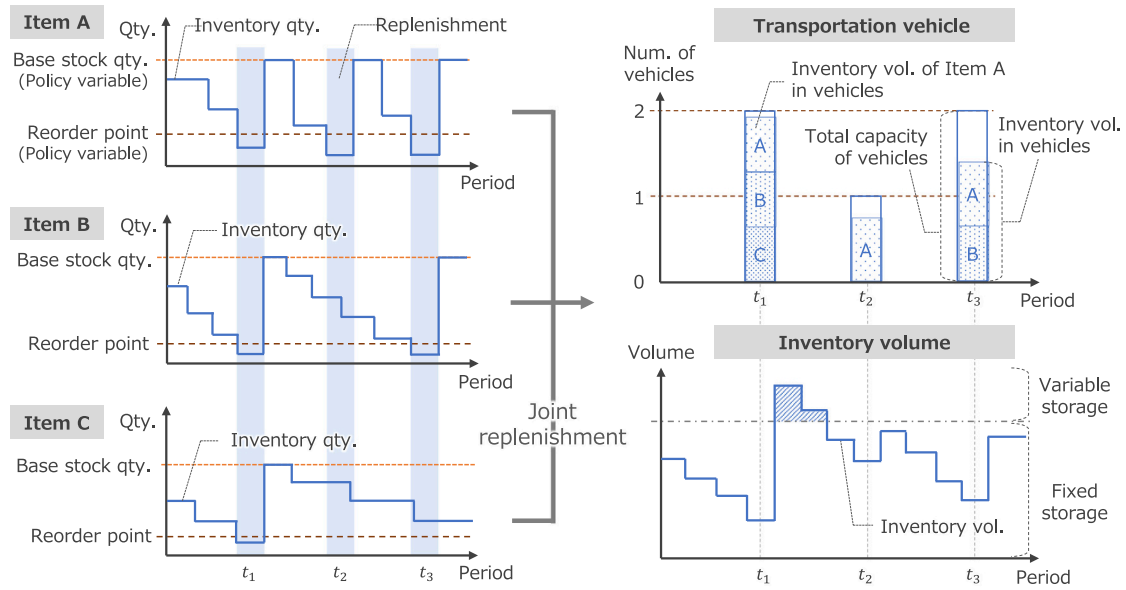 Item A
Qty.
Inventory qty.
Replenishment
Base stock qty.
(Policy variable)
Reorder point
(Policy variable)
Period
Item B
Qty.
Inventory qty.
Base stock qty.
Reorder point
Period
Item C
Qty.
Inventory qty.
Base stock qty.
Reorder point
t1
t2
t3
Period
Joint
replenishment
Transportation vehicle
Num. of
vehicles
Inventory vol. of Item A
in vehicles
2
Total capacity
of vehicles
Inventory vol.
in vehicles
1
0
A
B
C
A
A
B
t1
t2
t3
Period
Inventory volume
Volume
Variable
storage
Fixed
storage
Inventory vol.
t1
t2
t3
Period